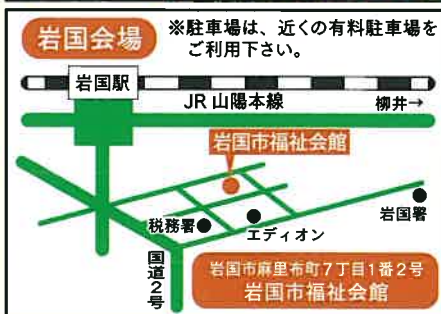 岩国会場
※駐車場は、近くの有料駐車場を
ご利用下さい。
岩国駅
JR山陽本線
柳井→
岩国市福祉会館
税務署
エディオン
岩国署
国道2号
岩国市麻里布町7丁目1番2号
岩国市福祉会館